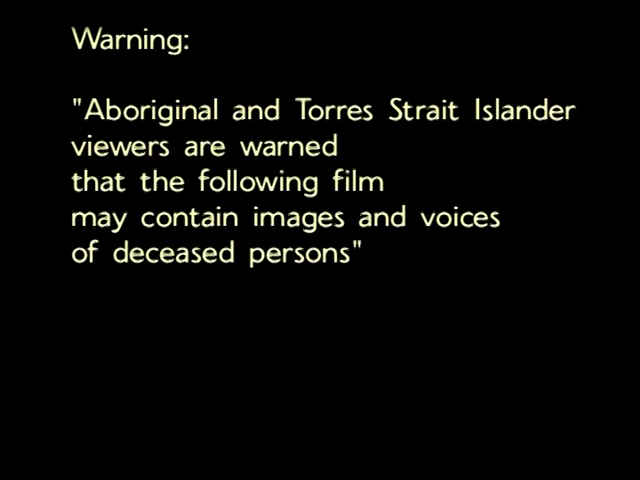 Warning:
"Aboriginal and Torres Strait Islander
viewers are warned
that the following film
may contain images and voices
of deceased persons"